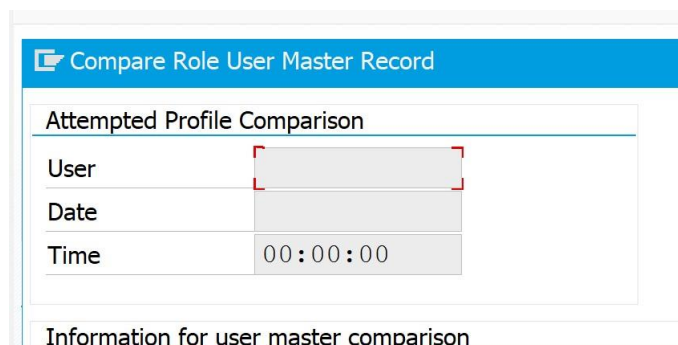 Compare Role User Master Record
Attempted Profile Comparison
User
Date
Time 00:00:00
Information for user master comparison